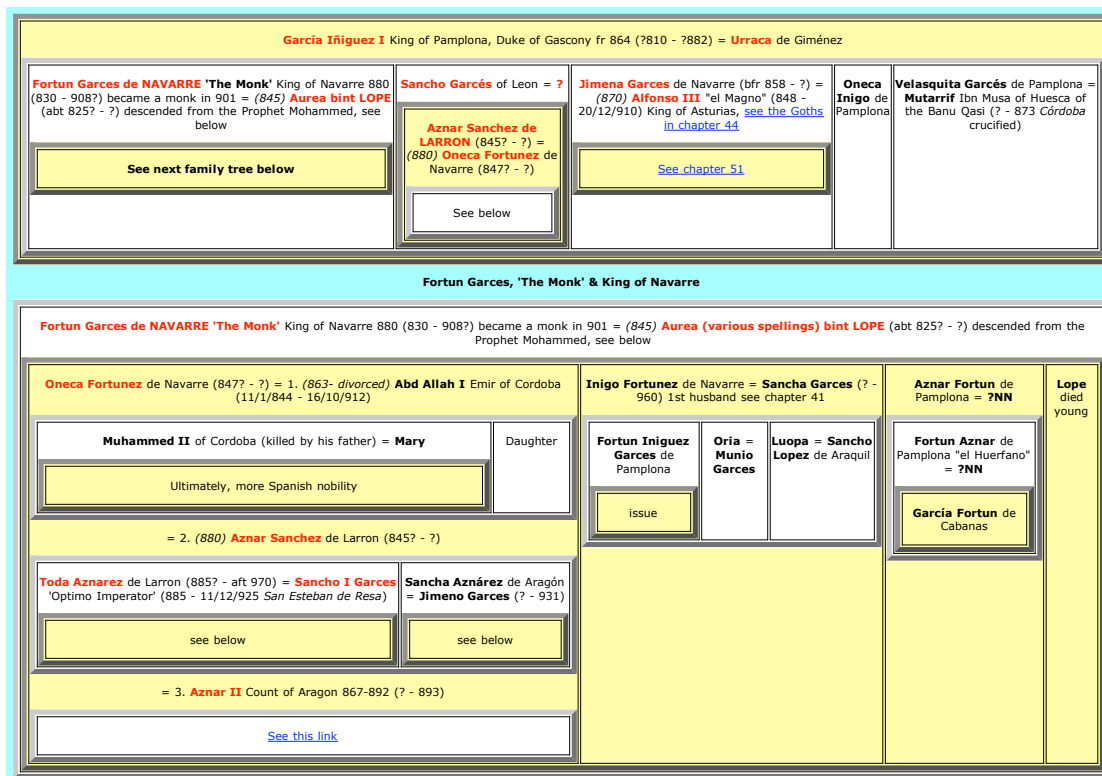 García Iñiguez I King of Pamplona, Duke of Gascony fr 864 (?810 - ?882) = Urraca de Giménez
Fortun Garces de NAVARRE 'The Monk' King of Navarre 880
(830 - 908?) became a monk in 901 = (845) Aurea bint LOPE
(abt 825? - ?) descended from the Prophet Mohammed, see
below
See next family tree below
Sancho Garcés of Leon = ?
Aznar Sanchez de
LARRON (845? - ?) =
(880) Oneca Fortunez de
Navarre (847? - ?)
See below
Jimena Garces de Navarre (bfr 858 - ?) =
(870) Alfonso III "el Magno" (848 -
20/12/910) King of Asturias, see the Goths
in chapter 44
See chapter 51
Oneca
Inigo de
Pamplona
Velasquita Garcés de Pamplona =
Mutarrif Ibn Musa of Huesca of
the Banu Qasi (? - 873 Córdoba
crucified)
Fortun Garces, 'The Monk' & King of Navarre
Fortun Garces de NAVARRE 'The Monk' King of Navarre 880 (830 - 908?) became a monk in 901 = (845) Aurea (various spellings) bint LOPE (abt 825? - ?) descended from the
Prophet Mohammed, see below
Oneca Fortunez de Navarre (847? - ?) = 1. (863- divorced) Abd Allah I Emir of Cordoba
(11/1/844 - 16/10/912)
Muhammed II of Cordoba (killed by his father) = Mary
Ultimately, more Spanish nobility
Daughter
= 2. (880) Aznar Sanchez de Larron (845? - ?)
Toda Aznarez de Larron (885? - aft 970) = Sancho I Garces
'Optimo Imperator' (885 - 11/12/925 San Esteban de Resa)
see below
Sancha Aznárez de Aragón
= Jimeno Garces (? - 931)
see below
= 3. Aznar II Count of Aragon 867-892 (? - 893)
See this link
Inigo Fortunez de Navarre = Sancha Garces (? -
960) 1st husband see chapter 41
Fortun Iniguez
Garces de
Pamplona
issue
Oria =
Munio
Garces
Luopa = Sancho
Lopez de Araquil
Aznar Fortun de
Pamplona = ?NN
Fortun Aznar de
Pamplona "el Huerfano"
= ?NN
García Fortun de
Cabanas
Lope
died
young